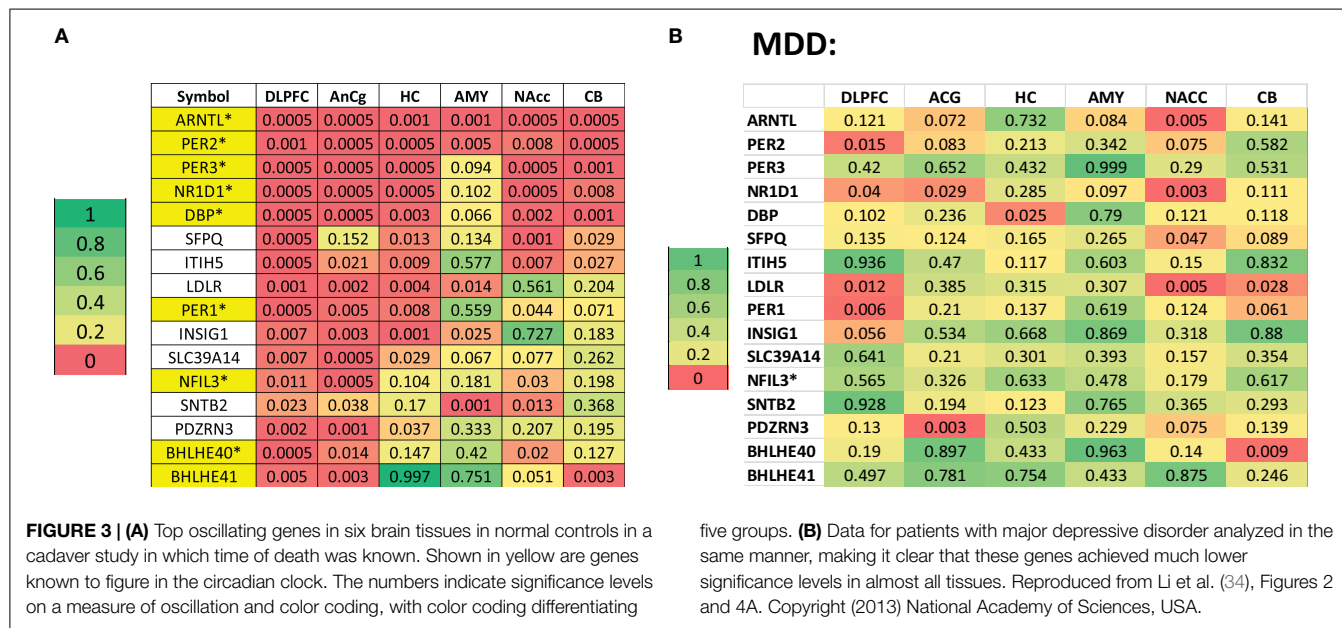 A
Symbol DLPFC AnCg HC AMY NAcc CB
ARNTL* 0.0005 0.0005 0.001 0.001 0.0005 0.0005
PER2* 0.001 0.0005 0.0005 0.005 0.008 0.0005
PER3* 0.0005 0.0005 0.0005 0.094 0.0005 0.001
NR1D1* 0.0005 0.0005 0.0005 0.102 0.0005 0.008
DBP* 0.0005 0.0005 0.003 0.066 0.002 0.001
SFPQ 0.0005 0.152 0.013 0.134 0.001 0.029
ITIH5 0.0005 0.021 0.009 0.577 0.007 0.027
LDLR 0.001 0.002 0.004 0.014 0.561 0.204
PER1* 0.0005 0.005 0.008 0.559 0.044 0.071
INSIG1 0.007 0.003 0.001 0.025 0.727 0.183
SLC39A14 0.007 0.0005 0.029 0.067 0.077 0.262
NFIL3* 0.011 0.0005 0.104 0.181 0.03 0.198
SNTB2 0.023 0.038 0.17 0.001 0.013 0.368
PDZRN3 0.002 0.001 0.037 0.333 0.207 0.195
BHLHE40* 0.0005 0.014 0.147 0.42 0.02 0.127
BHLHE41 0.005 0.003 0.997 0.751 0.051 0.003
1
0.8
0.6
0.4
0.2
0
B
MDD:
DLPFC ACG HC AMY NACC CB
ARNTL 0.121 0.072 0.732 0.084 0.005 0.141
PER2 0.015 0.083 0.213 0.342 0.075 0.582
PER3 0.42 0.652 0.432 0.999 0.29 0.531
NR1D1 0.04 0.029 0.285 0.097 0.003 0.111
DBP 0.102 0.236 0.025 0.79 0.121 0.118
SFPQ 0.135 0.124 0.165 0.265 0.047 0.089
ITIH5 0.936 0.47 0.117 0.603 0.15 0.832
LDLR 0.012 0.385 0.315 0.307 0.005 0.028
PER1 0.006 0.21 0.137 0.619 0.124 0.061
INSIG1 0.056 0.534 0.668 0.869 0.318 0.88
SLC39A14 0.641 0.21 0.301 0.393 0.157 0.354
NFIL3* 0.565 0.326 0.633 0.478 0.179 0.617
SNTB2 0.928 0.194 0.123 0.765 0.365 0.293
PDZRN3 0.13 0.003 0.503 0.229 0.075 0.139
BHLHE40 0.19 0.897 0.433 0.963 0.14 0.009
BHLHE41 0.497 0.781 0.754 0.433 0.875 0.246
1
0.8
0.6
0.4
0.2
0
FIGURE 3 | (A) Top oscillating genes in six brain tissues in normal controls in a
cadaver study in which time of death was known. Shown in yellow are genes
known to figure in the circadian clock. The numbers indicate significance levels
on a measure of oscillation and color coding, with color coding differentiating
five groups. (B) Data for patients with major depressive disorder analyzed in the
same manner, making it clear that these genes achieved much lower
significance levels in almost all tissues. Reproduced from Li et al. (34), Figures 2
and 4A. Copyright (2013) National Academy of Sciences, USA.